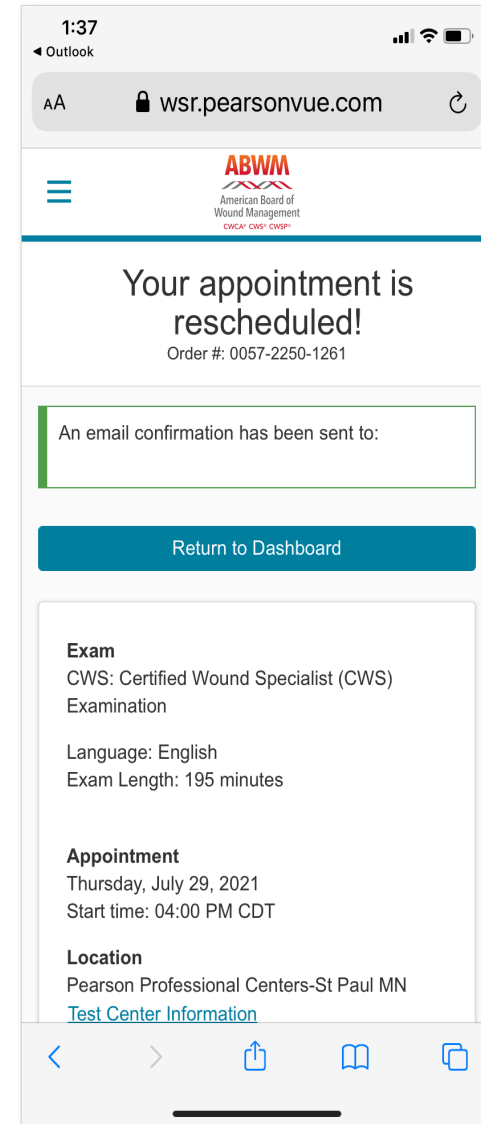 1:37
◀ Outlook
AA wsr.pearsonvue.com
ABWM
American Board of
Wound Management
CWCA® CWS® CWSP®
Your appointment is
rescheduled!
Order #: 0057-2250-1261
An email confirmation has been sent to:
Return to Dashboard
Exam
CWS: Certified Wound Specialist (CWS)
Examination
Language: English
Exam Length: 195 minutes
Appointment
Thursday, July 29, 2021
Start time: 04:00 PM CDT
Location
Pearson Professional Centers-St Paul MN
Test Center Information